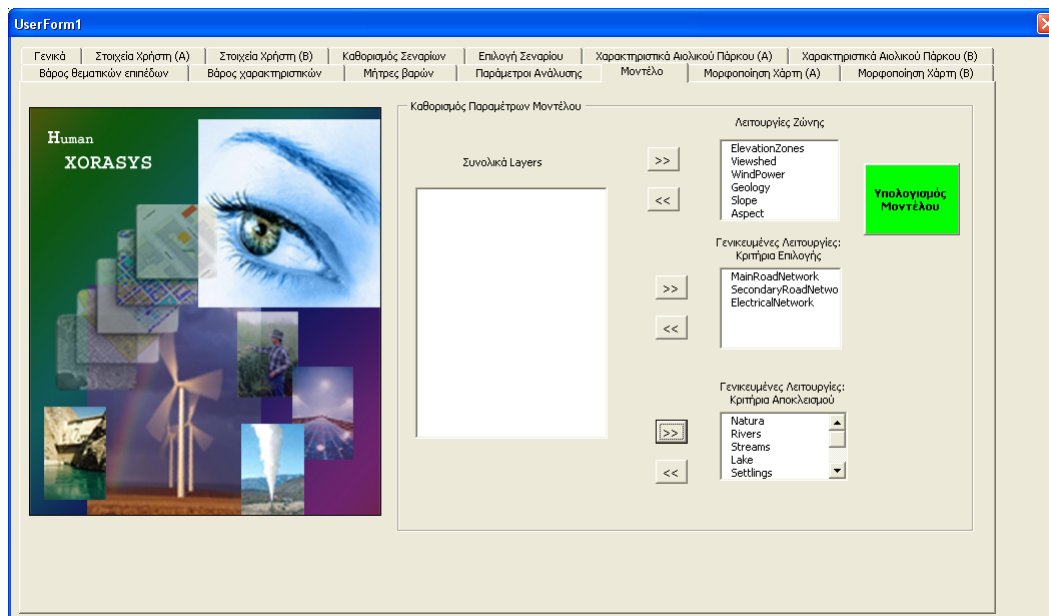 UserForm1
Γενικά
Στοιχεία Χρήστη (Α)
Στοιχεία Χρήστη (Β)
Καθορισμός Σεναρίων
Επιλογή Σεναρίου
Χαρακτηριστικά Αιολικού Πάρκου (Α)
Χαρακτηριστικά Αιολικού Πάρκου (Β)
Βάρος θεματικών επιπέδων
Βάρος χαρακτηριστικών
Μήτρες βαρών
Παράμετροι Ανάλυσης
Μοντέλο
Μορφοποίηση Χάρτη (Α)
Μορφοποίηση Χάρτη (Β)
Human
XORASYS
Καθορισμός Παραμέτρων Μοντέλου
Συνολικά Layers
>>
<<
Λειτουργίες Ζώνης
ElevationZones
Viewshed
WindPower
Geology
Slope
Aspect
Υπολογισμός
Μοντέλου
Γενικευμένες Λειτουργίες:
Κριτήρια Επιλογής
>>
<<
MainRoadNetwork
SecondaryRoadNetwo
ElectricalNetwork
Γενικευμένες Λειτουργίες:
Κριτήρια Αποκλεισμού
>>
<<
Natura
Rivers
Streams
Lake
Settlings